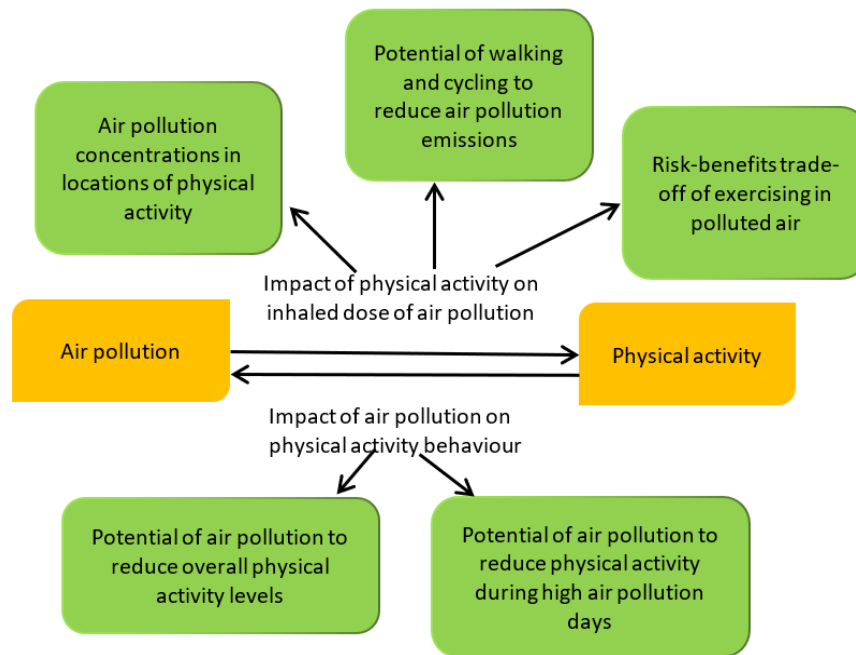 Potential of walking
and cycling to
reduce air pollution
emissions
Air pollution
concentrations in
locations of physical
activity
Risk-benefits trade-
off of exercising in
polluted air
Impact of physical activity on
inhaled dose of air pollution
Air pollution
Physical activity
Impact of air pollution on
physical activity behaviour
Potential of air pollution to
reduce overall physical
activity levels
Potential of air pollution to
reduce physical activity
during high air pollution
days